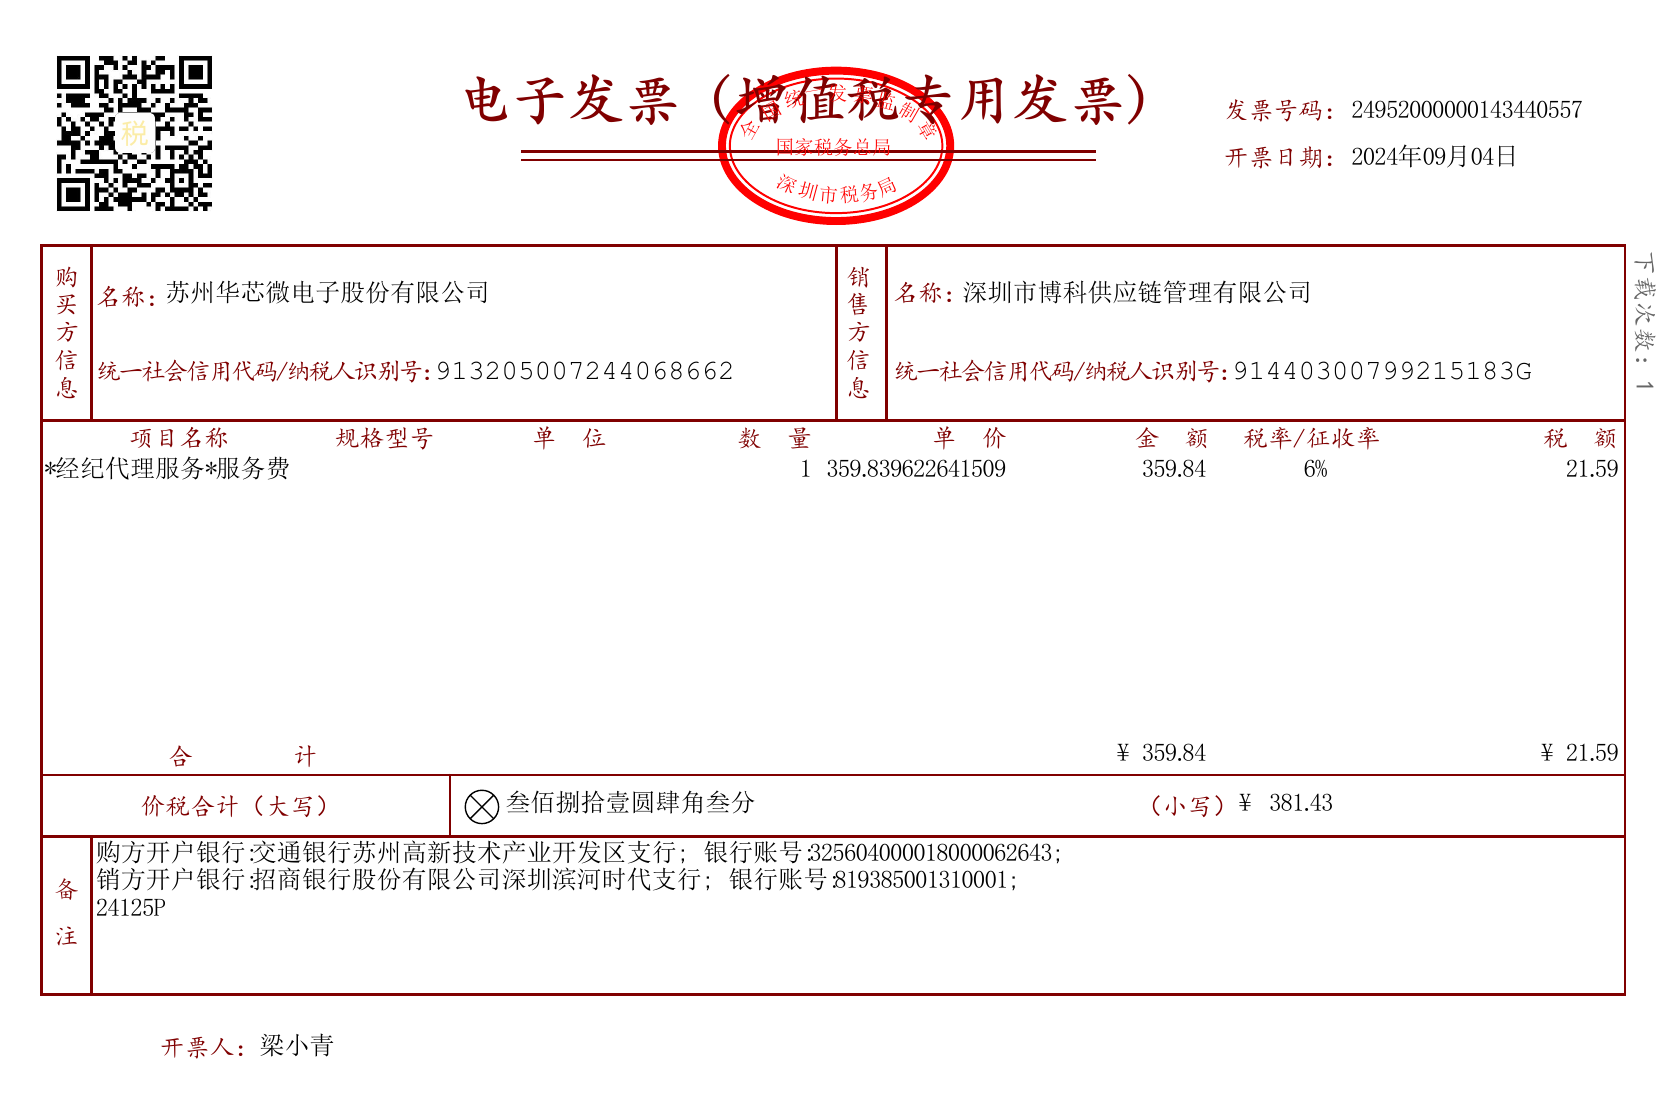 税
电子发票（增值税专用发票）
全国统一发票监制章
国家税务总局
深圳市税务局
发票号码：24952000000143440557
开票日期：2024年09月04日
下载次数：1
购买方信息
名称：苏州华芯微电子股份有限公司
统一社会信用代码/纳税人识别号：913205007244068662
销售方信息
名称：深圳市博科供应链管理有限公司
统一社会信用代码/纳税人识别号：91440300799215183G
项目名称 规格型号 单 位 数 量 单 价 金 额 税率/征收率 税 额
*经纪代理服务*服务费 1 359.839622641509 359.84 6% 21.59
合 计 ¥ 359.84 ¥ 21.59
价税合计（大写） 叁佰捌拾壹圆肆角叁分 （小写）¥ 381.43
备注
购方开户银行:交通银行苏州高新技术产业开发区支行; 银行账号:325604000018000062643;
销方开户银行:招商银行股份有限公司深圳滨河时代支行; 银行账号:819385001310001;
24125P
开票人：梁小青